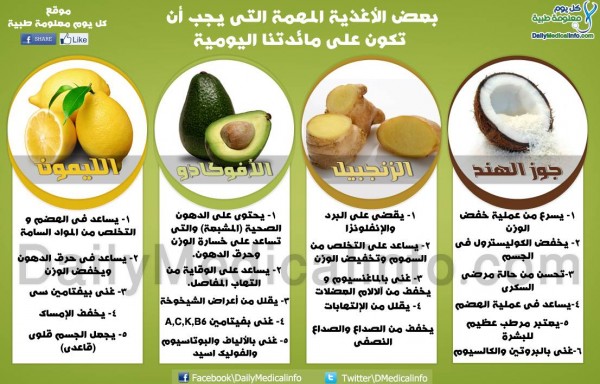 بعض الأغذية المهمة التى يجب أن
تكون على مائدتنا اليومية
موقع
كل يوم معلومة طبية
SHARE Like
كل يوم
معلومة طبية
DailyMedicalInfo.com
جوز الهند
١- يسرع من عملية خفض
الوزن
٢- يخفض الكوليسترول فى
الجسم
٣-تحسن من حالة مرضى
السكرى
٤- يساعد فى عملية الهضم
٥-يعتبر مرطب عظيم
للبشرة
٦-غنى بالبروتين والكالسيوم
الزنجبيل
١- يقضى على البرد
والإنفلونزا
٢- يساعد على التخلص من
السموم وتخفيض الوزن
٣- غنى بالماغنسيوم و
يخفف من آلالام العضلات
٤- يقلل من الإلتهابات
يخفف من الصداع والصداع
النصفى
الأفوكادو
١- يحتوى على الدهون
الصحية (المشبعة) والتى
تساعد على خسارة الوزن
وحرق الدهون
٢- يساعد على الوقاية من
التهاب المفاصل.
٣- يقلل من أعراض الشيخوخة
٤- غنى بفيتامين A,C,K,B6
٥- غنى بالألياف والبوتاسيوم
والفوليك اسيد
الليمون
١- يساعد فى الهضم و
التخلص من المواد السامة
٢- يساعد فى حرق الدهون
ويخفض الوزن
٣- غنى بيفتامين سى
٤- يخفف الإمساك
٥- يجعل الجسم قلوى
(قاعدى)
DailyMedicalInfo.com
Facebook\DailyMedicalInfo
Twitter\DMedicalInfo